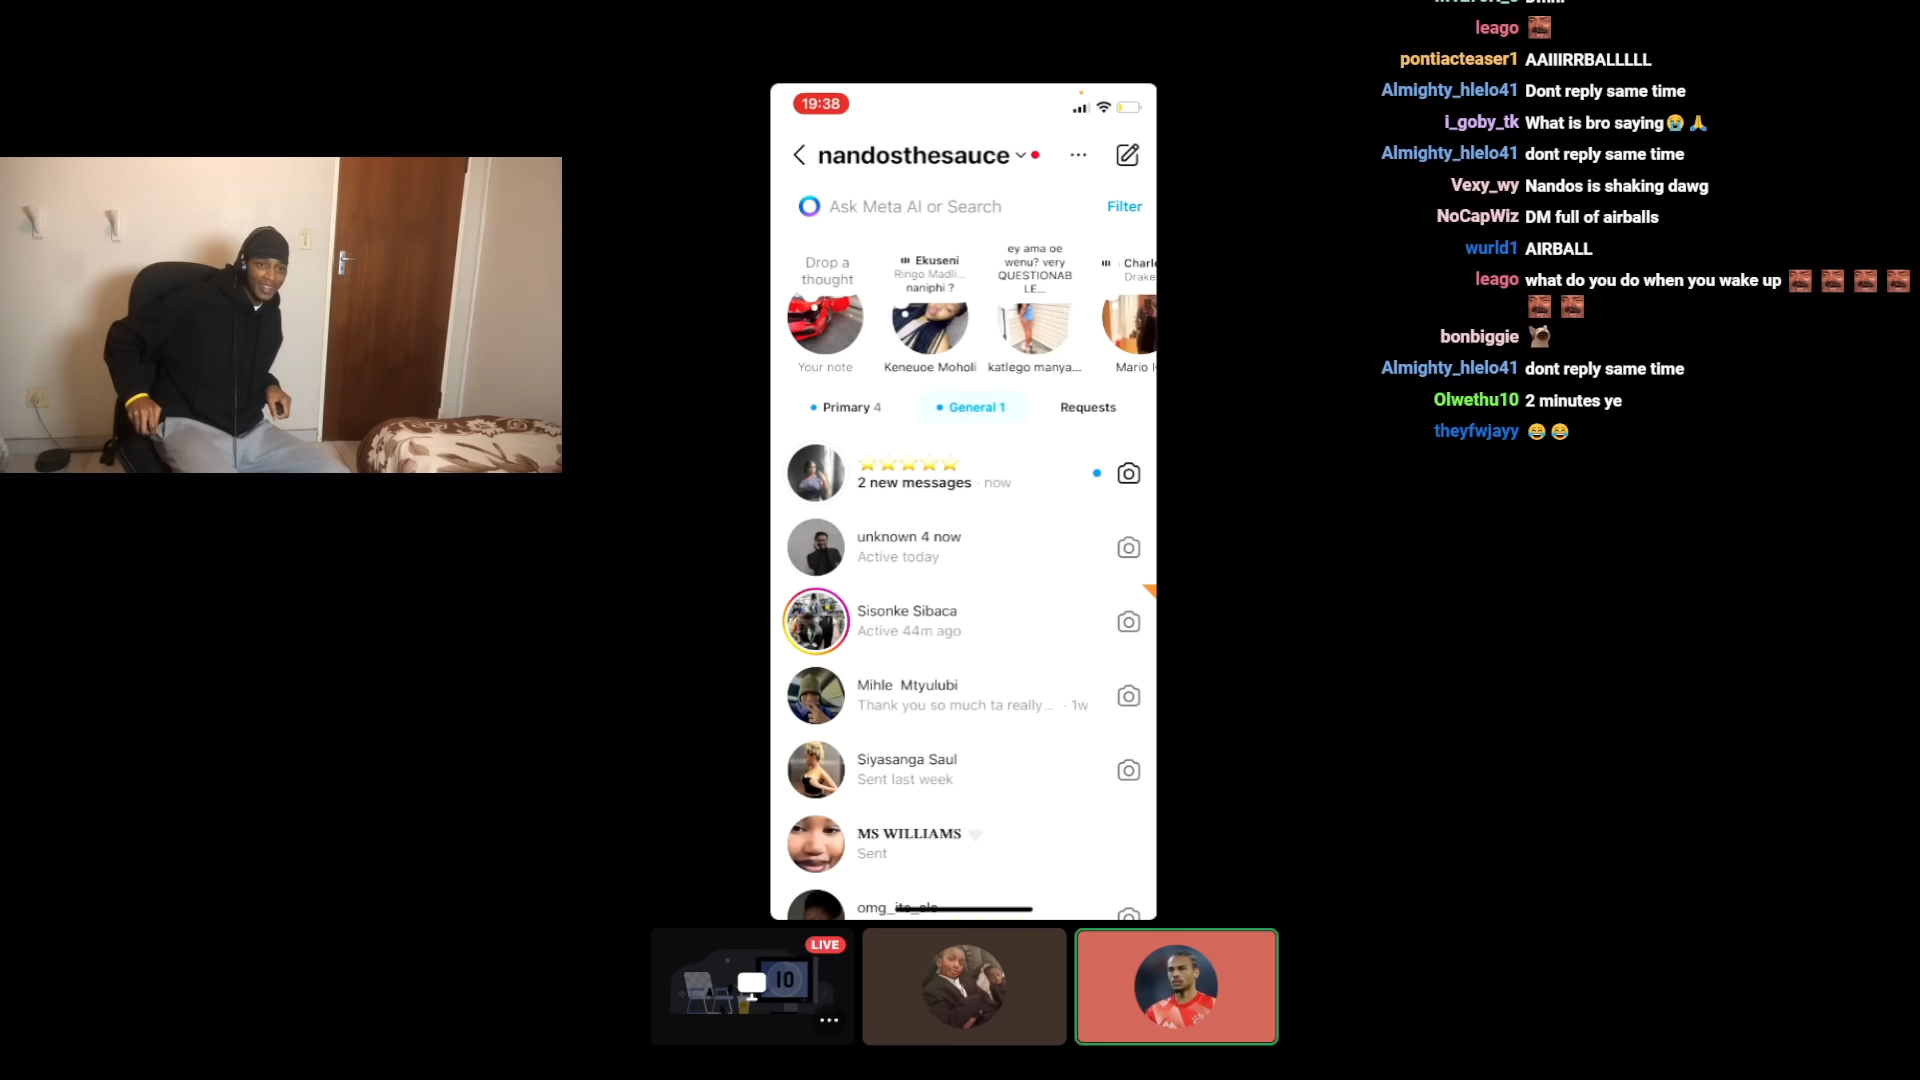 19:38
nandosthesauce
Ask Meta AI or Search
Filter
Drop a
thought
Your note
Ekuseni
Ringo Madli...
naniphi ?
Keneuoe Moholi
ey ama oe
wenu? very
QUESTIONAB
LE...
katlego manya...
Charl
Drake
Mario
Primary 4
General 1
Requests
⭐⭐⭐⭐⭐
2 new messages · now
unknown 4 now
Active today
Sisonke Sibaca
Active 44m ago
Mihle Mtyulubi
Thank you so much ta really... · 1w
Siyasanga Saul
Sent last week
MS WILLIAMS 🤍
Sent
LIVE
10
leago
pontiacteaser1 AAIIIRRBALLLLL
Almighty_hlelo41 Dont reply same time
i_goby_tk What is bro saying😭🙏
Almighty_hlelo41 dont reply same time
Vexy_wy Nandos is shaking dawg
NoCapWiz DM full of airballs
wurld1 AIRBALL
leago what do you do when you wake up
bonbiggie
Almighty_hlelo41 dont reply same time
Olwethu10 2 minutes ye
theyfwjayy 😂😂